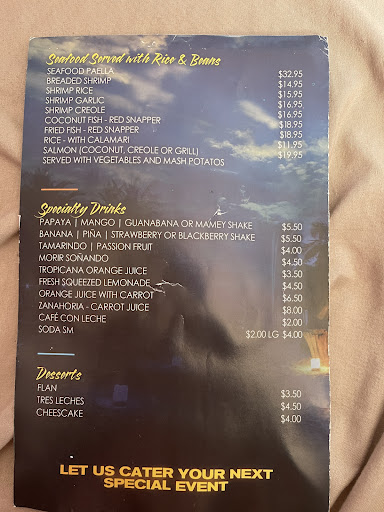 Seafood Served with Rice & Beans
SEAFOOD PAELLA $32.95
BREADED SHRIMP $14.95
SHRIMP RICE $15.95
SHRIMP GARLIC $16.95
SHRIMP CREOLE $16.95
COCONUT FISH - RED SNAPPER $18.95
FRIED FISH - RED SNAPPER $18.95
RICE - WITH CALAMARI $11.95
SALMON (COCONUT, CREOLE OR GRILL) $19.95
SERVED WITH VEGETABLES AND MASH POTATOS
Specialty Drinks
PAPAYA | MANGO | GUANABANA OR MAMEY SHAKE $5.50
BANANA | PIÑA | STRAWBERRY OR BLACKBERRY SHAKE $5.50
TAMARINDO | PASSION FRUIT $4.00
MORIR SOÑANDO $4.50
TROPICANA ORANGE JUICE $3.50
FRESH SQUEEZED LEMONADE $4.50
ORANGE JUICE WITH CARROT $6.50
ZANAHORIA - CARROT JUICE $8.00
CAFÉ CON LECHE $2.00
SODA SM $2.00 LG $4.00
Desserts
FLAN $3.50
TRES LECHES $4.50
CHEESCAKE $4.00
LET US CATER YOUR NEXT
SPECIAL EVENT